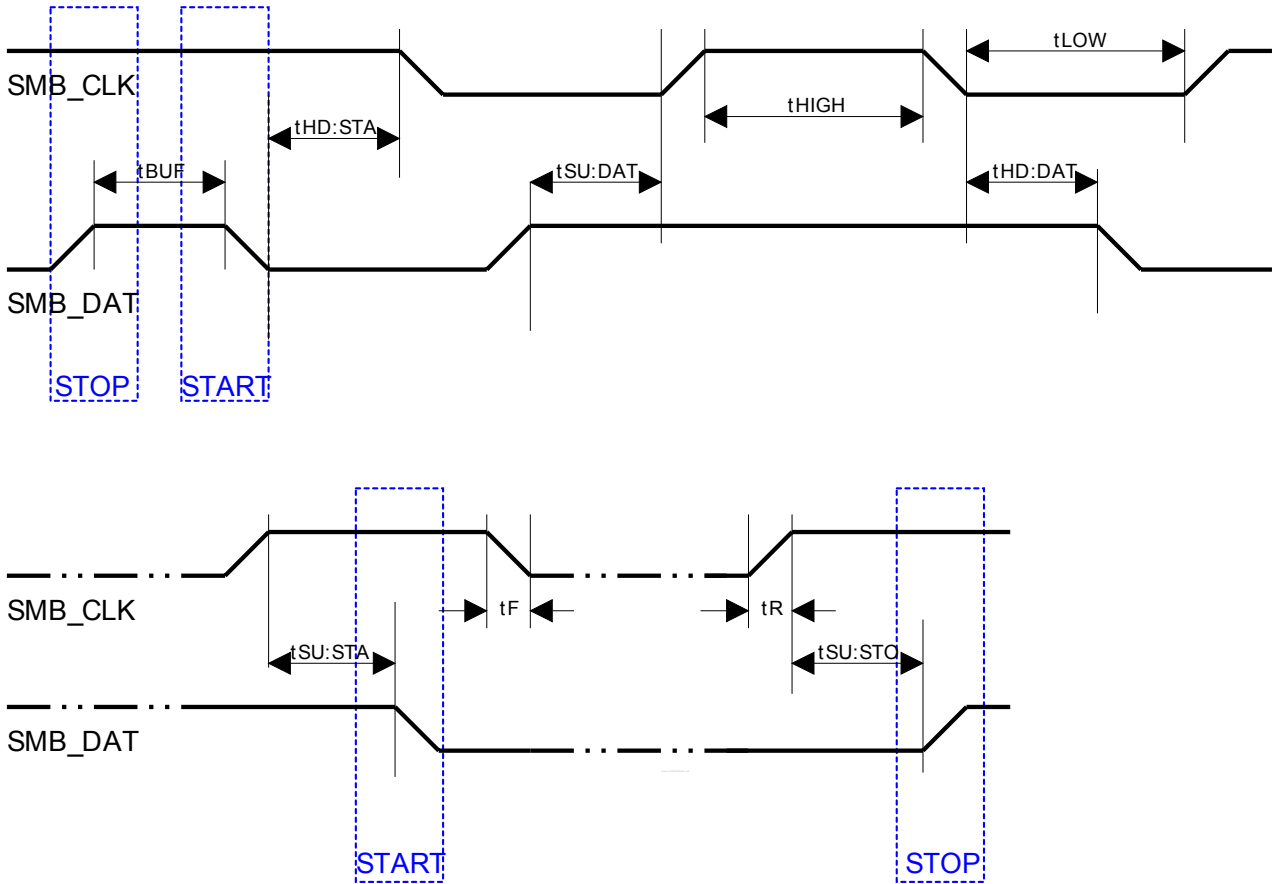 tLOW
SMB_CLK
tHIGH
tHD:STA
tBUF
tSU:DAT
tHD:DAT
SMB_DAT
STOP
START
SMB_CLK
tF
tR
tSU:STA
tSU:STO
SMB_DAT
START
STOP